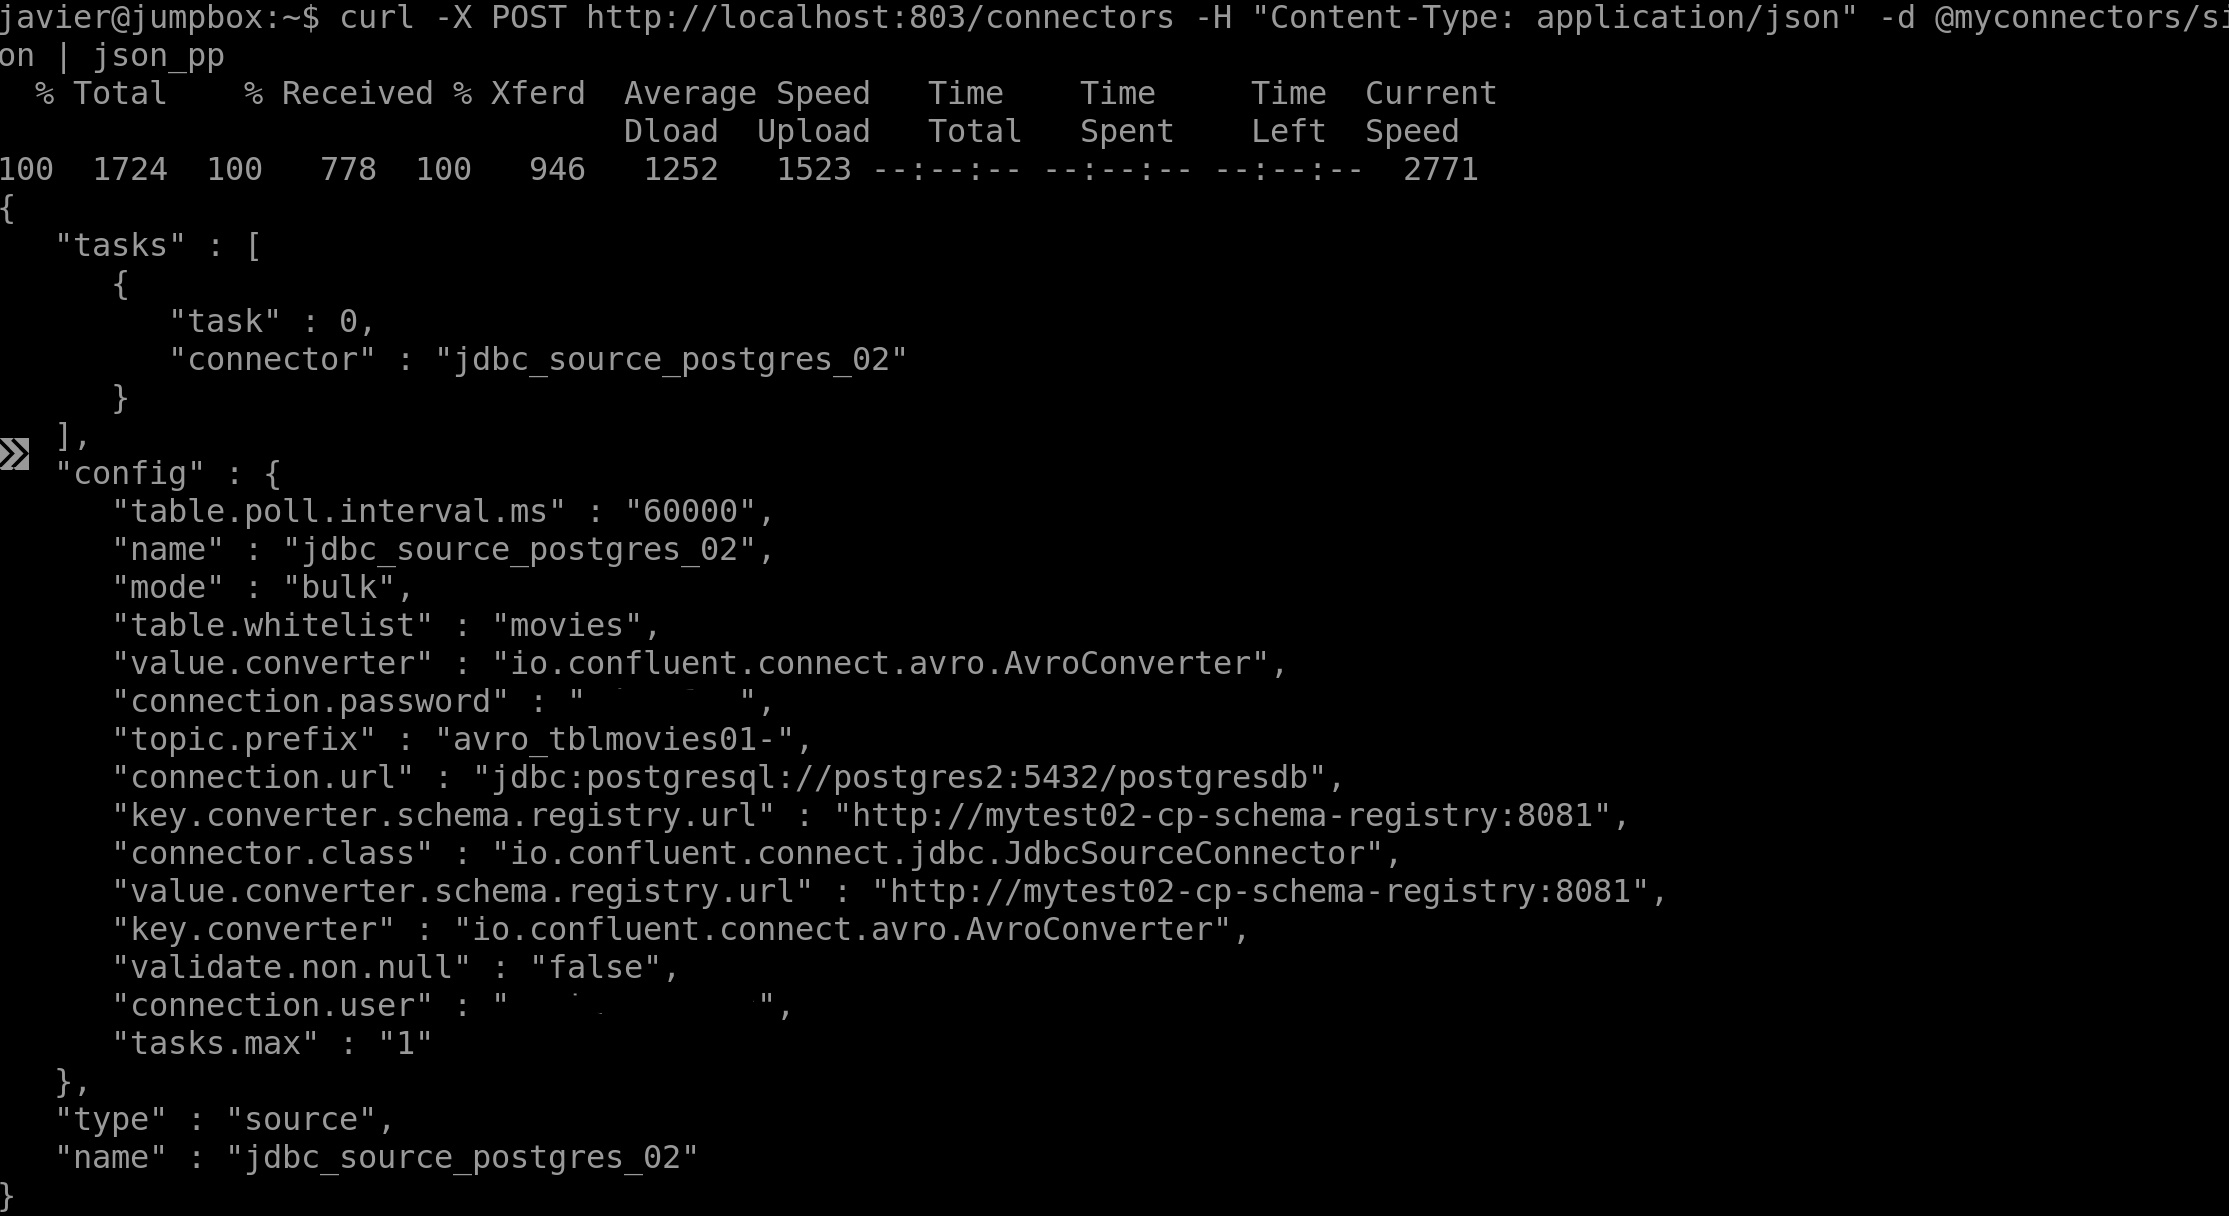 javier@jumpbox:~$ curl -X POST http://localhost:803/connectors -H "Content-Type: application/json" -d @myconnectors/si
on | json_pp
  % Total    % Received % Xferd  Average Speed   Time    Time     Time  Current
                                 Dload  Upload   Total   Spent    Left  Speed
100  1724  100   778  100   946   1252   1523 --:--:-- --:--:-- --:--:--  2771
{
   "tasks" : [
      {
         "task" : 0,
         "connector" : "jdbc_source_postgres_02"
      }
   ],
   "config" : {
      "table.poll.interval.ms" : "60000",
      "name" : "jdbc_source_postgres_02",
      "mode" : "bulk",
      "table.whitelist" : "movies",
      "value.converter" : "io.confluent.connect.avro.AvroConverter",
      "connection.password" : "        ",
      "topic.prefix" : "avro_tblmovies01-",
      "connection.url" : "jdbc:postgresql://postgres2:5432/postgresdb",
      "key.converter.schema.registry.url" : "http://mytest02-cp-schema-registry:8081",
      "connector.class" : "io.confluent.connect.jdbc.JdbcSourceConnector",
      "value.converter.schema.registry.url" : "http://mytest02-cp-schema-registry:8081",
      "key.converter" : "io.confluent.connect.avro.AvroConverter",
      "validate.non.null" : "false",
      "connection.user" : "             ",
      "tasks.max" : "1"
   },
   "type" : "source",
   "name" : "jdbc_source_postgres_02"
}